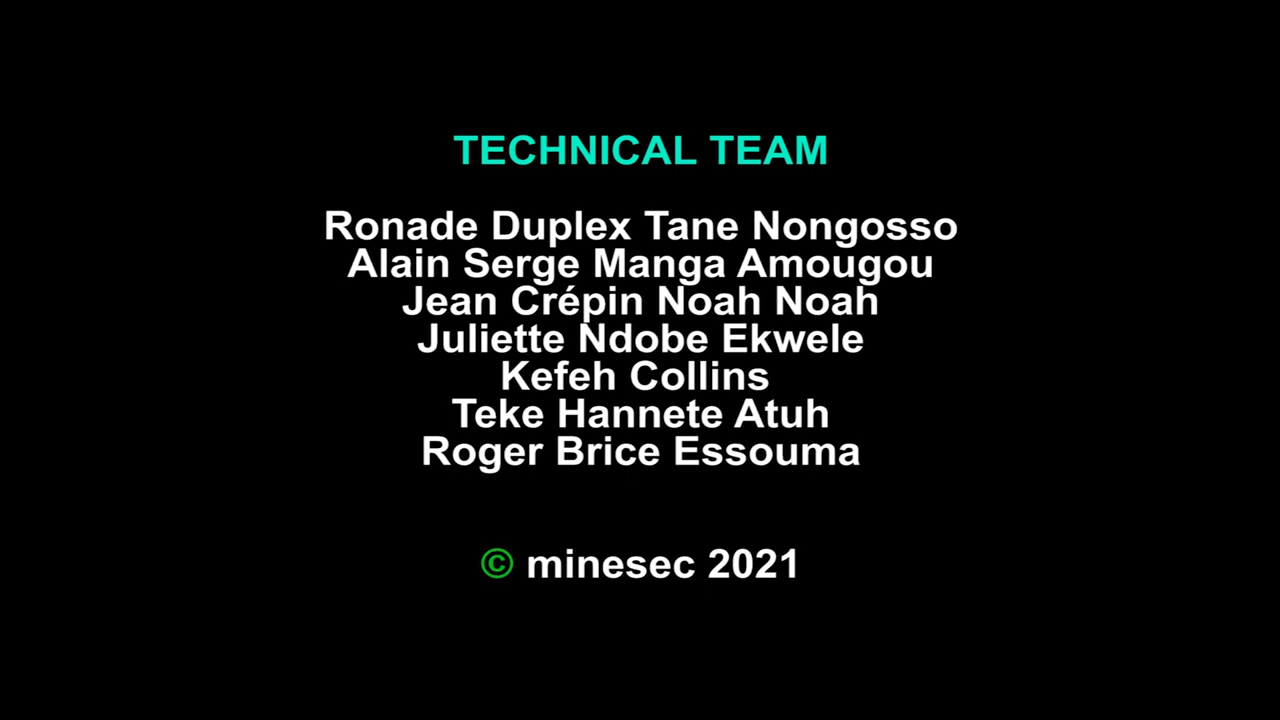 TECHNICAL TEAM
Ronade Duplex Tane Nongosso
Alain Serge Manga Amougou
Jean Crépin Noah Noah
Juliette Ndobe Ekwele
Kefeh Collins
Teke Hannete Atuh
Roger Brice Essouma
© minesec 2021